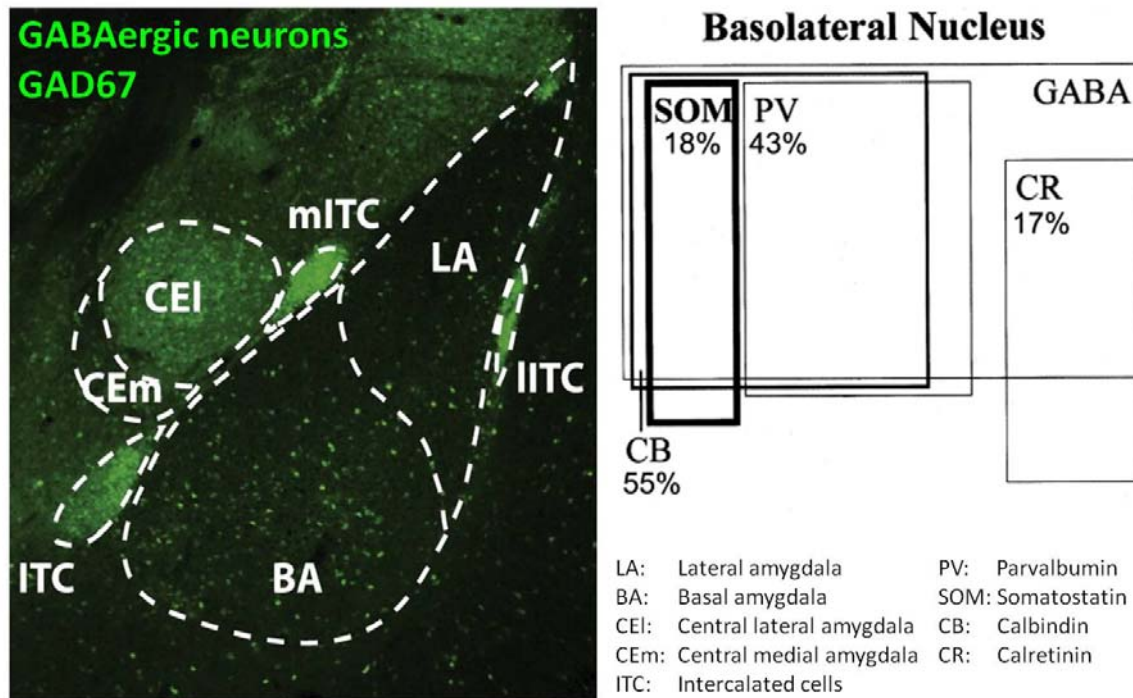 GABAergic neurons
GAD67
mITC
LA
CEl
lITC
CEm
ITC
BA
Basolateral Nucleus
GABA
SOM
18%
PV
43%
CR
17%
CB
55%
LA: Lateral amygdala
BA: Basal amygdala
CEl: Central lateral amygdala
CEm: Central medial amygdala
ITC: Intercalated cells
PV: Parvalbumin
SOM: Somatostatin
CB: Calbindin
CR: Calretinin